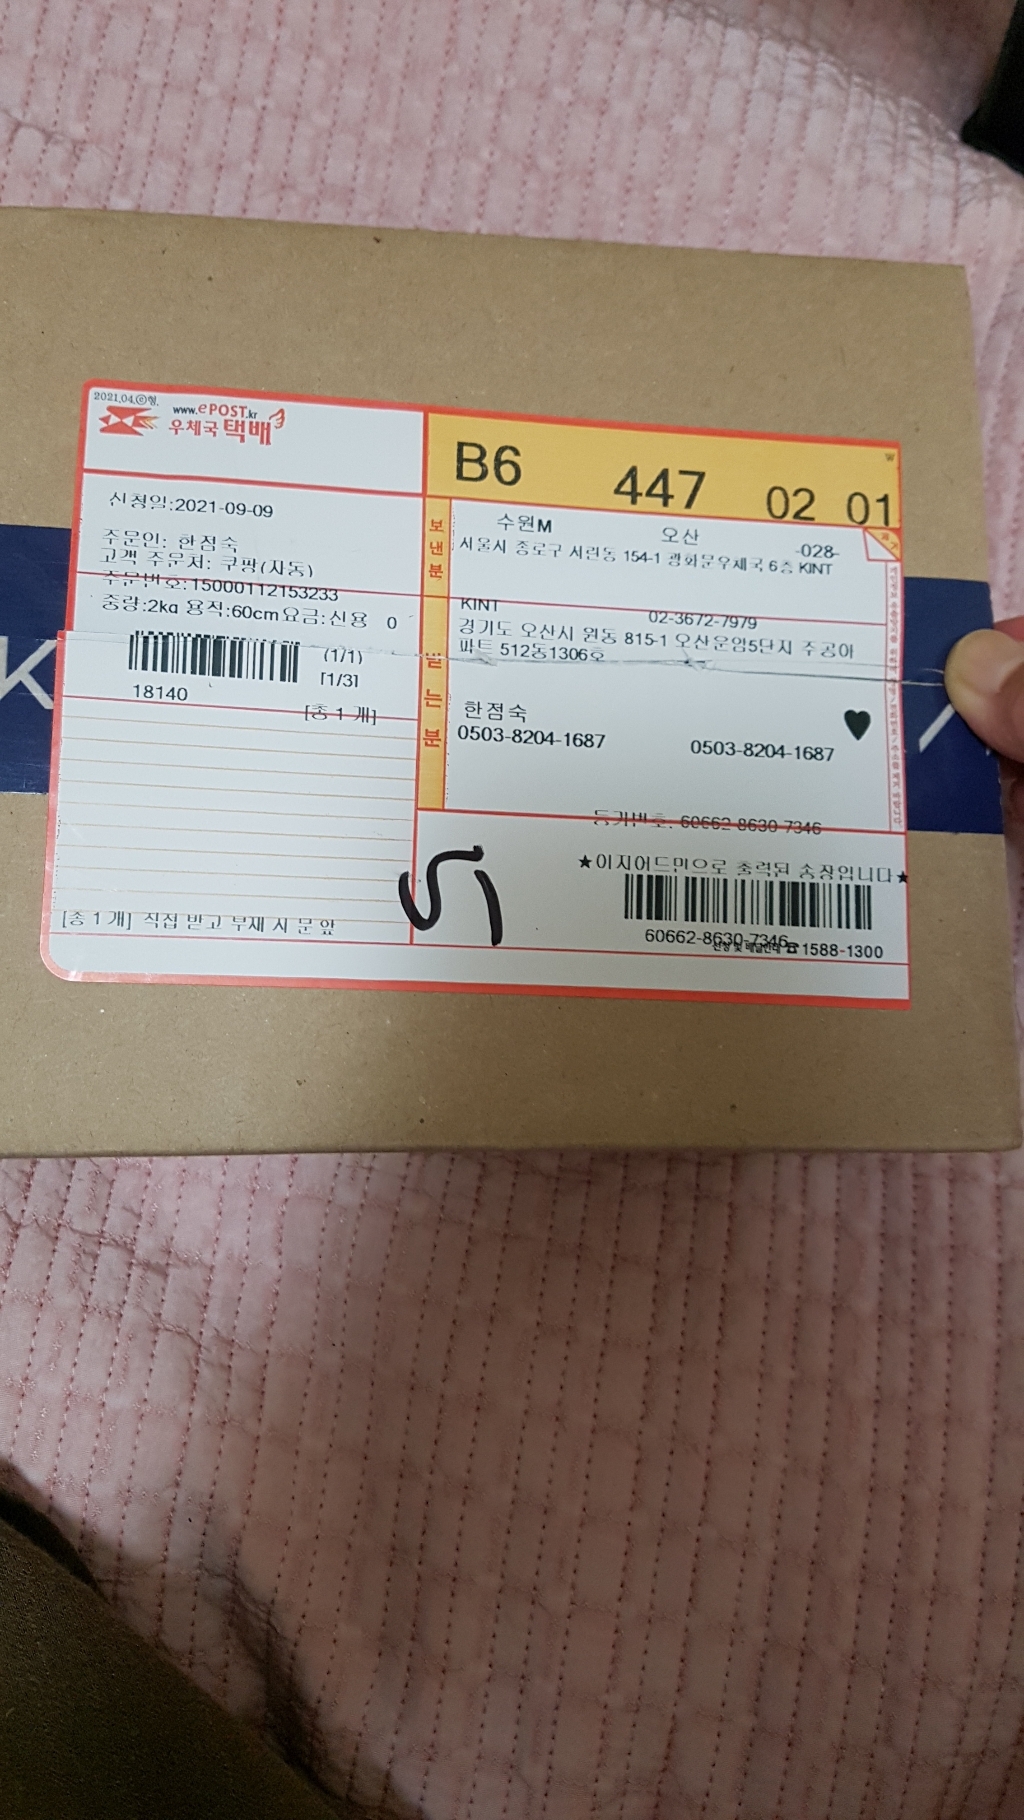 2021.04.ⓒ형.
www.ePOST.kr
우체국 택배
B6 447 02 01
신청일:2021-09-09
주문인: 한점숙
고객 주문처: 쿠팡(자동)
주문번호:15000112153233
중량:2kg 용적:60cm 요금:신용 0
(1/1)
[1/3]
18140
[총 1 개]
보낸분
수원M 오산 -028-
서울시 종로구 서린동 154-1 광화문우체국 6층 KINT
KINT 02-3672-7979
받는분
경기도 오산시 원동 815-1 오산운암5단지 주공아
파트 512동1306호
한점숙 ♥
0503-8204-1687 0503-8204-1687
등기번호: 60662-8630-7346
★이지어드민으로 출력된 송장입니다★
60662-8630-7346
☎1588-1300
[총 1 개] 직접 받고 부재 시 문 앞
K